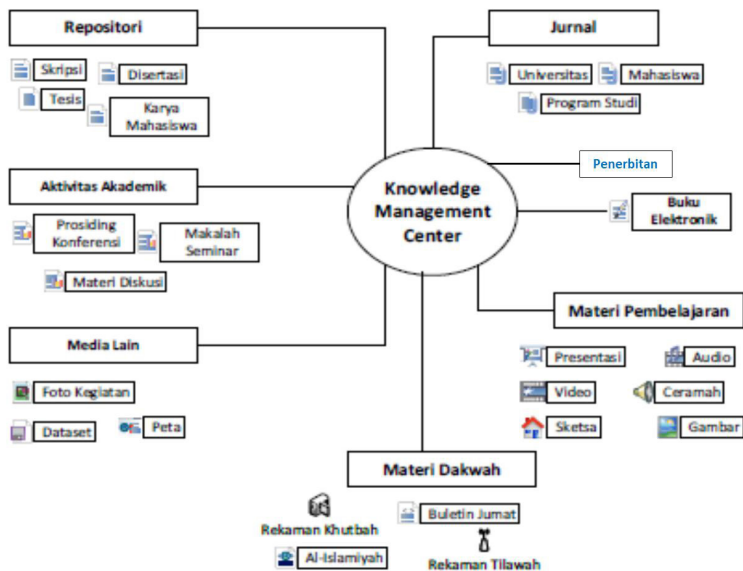 Repositori
Skripsi
Disertasi
Tesis
Karya
Mahasiswa
Jurnal
Universitas
Mahasiswa
Program Studi
Penerbitan
Buku
Elektronik
Knowledge
Management
Center
Aktivitas Akademik
Prosiding
Konferensi
Makalah
Seminar
Materi Diskusi
Materi Pembelajaran
Presentasi
Audio
Video
Ceramah
Sketsa
Gambar
Media Lain
Foto Kegiatan
Dataset
Peta
Materi Dakwah
Rekaman Khutbah
Buletin Jumat
Al-Islamiyah
Rekaman Tilawah